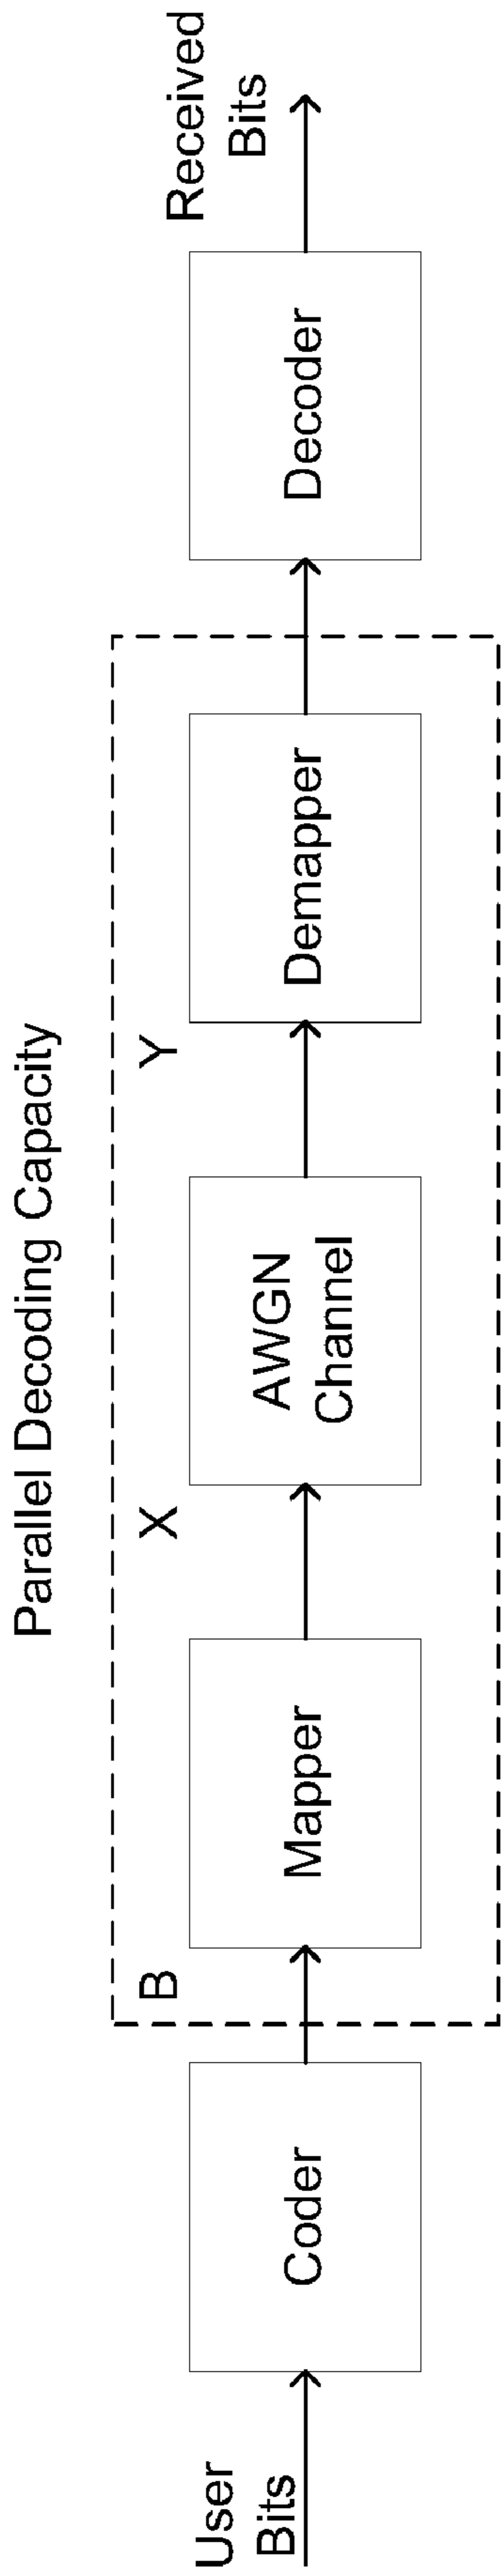 Parallel Decoding Capacity
User
Bits
Coder
B
Mapper
X
AWGN
Channel
Y
Demapper
Decoder
Received
Bits